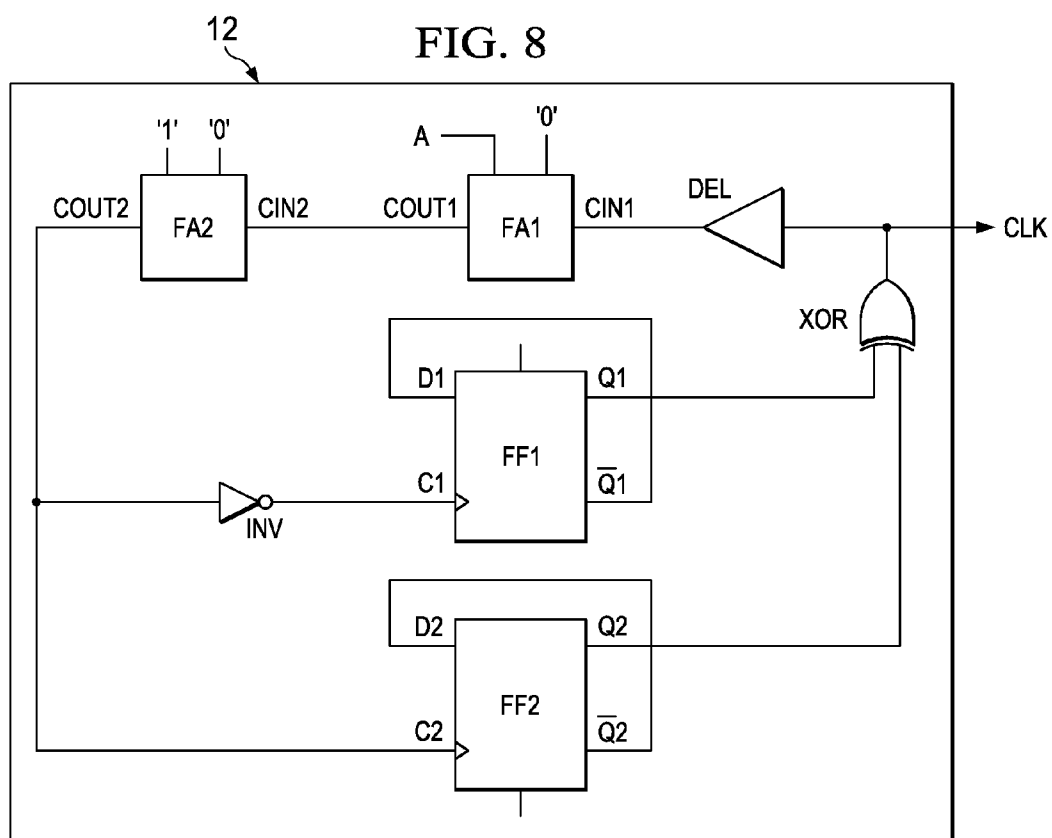 12
FIG. 8
'1' '0'
A '0'
COUT2 FA2 CIN2 COUT1 FA1 CIN1 DEL CLK
XOR
D1 Q1
FF1
C1 Q̅1
INV
D2 Q2
FF2
C2 Q̅2